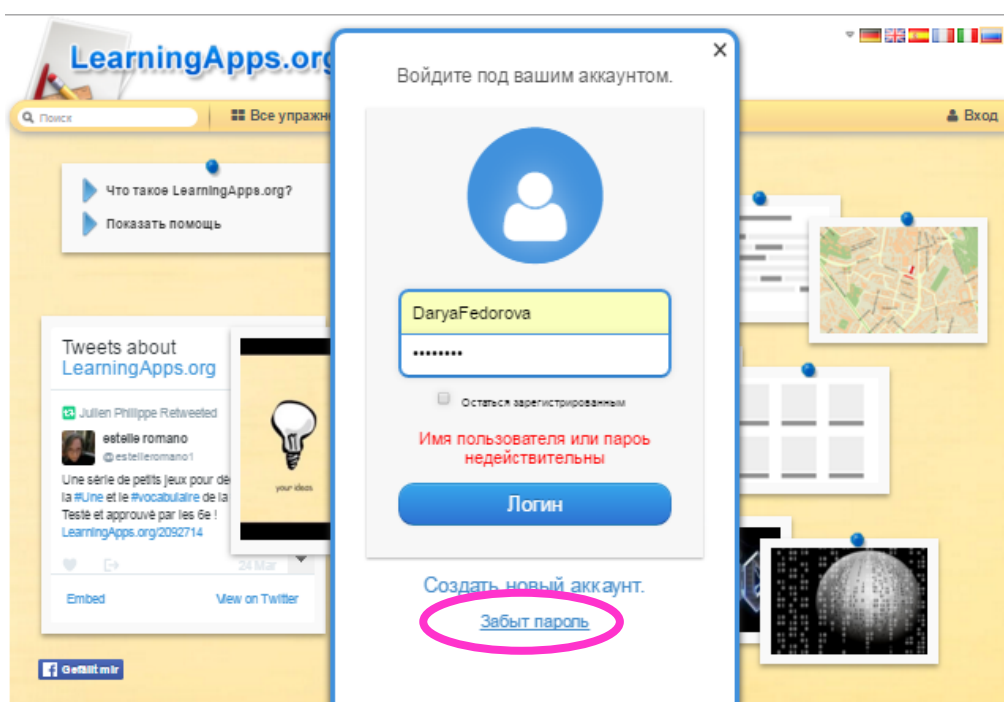 LearningApps.org
Поиск
Все упражн
Вход
Что такое LearningApps.org?
Показать помощь
Войдите под вашим аккаунтом.
DaryaFedorova
••••••••
Остаться зарегистрированным
Имя пользователя или пароь
недействительны
Логин
Создать новый аккаунт.
Забыт пароль
Tweets about
LearningApps.org
Julien Philippe Retweeted
estelle romano
@estelleromano1
Une série de petits jeux pour dé
la #Une et le #vocabulaire de la
Testé et approuvé par les 6e !
LearningApps.org/2092714
24 Mar
Embed
View on Twitter
your ideas
Gefällt mir